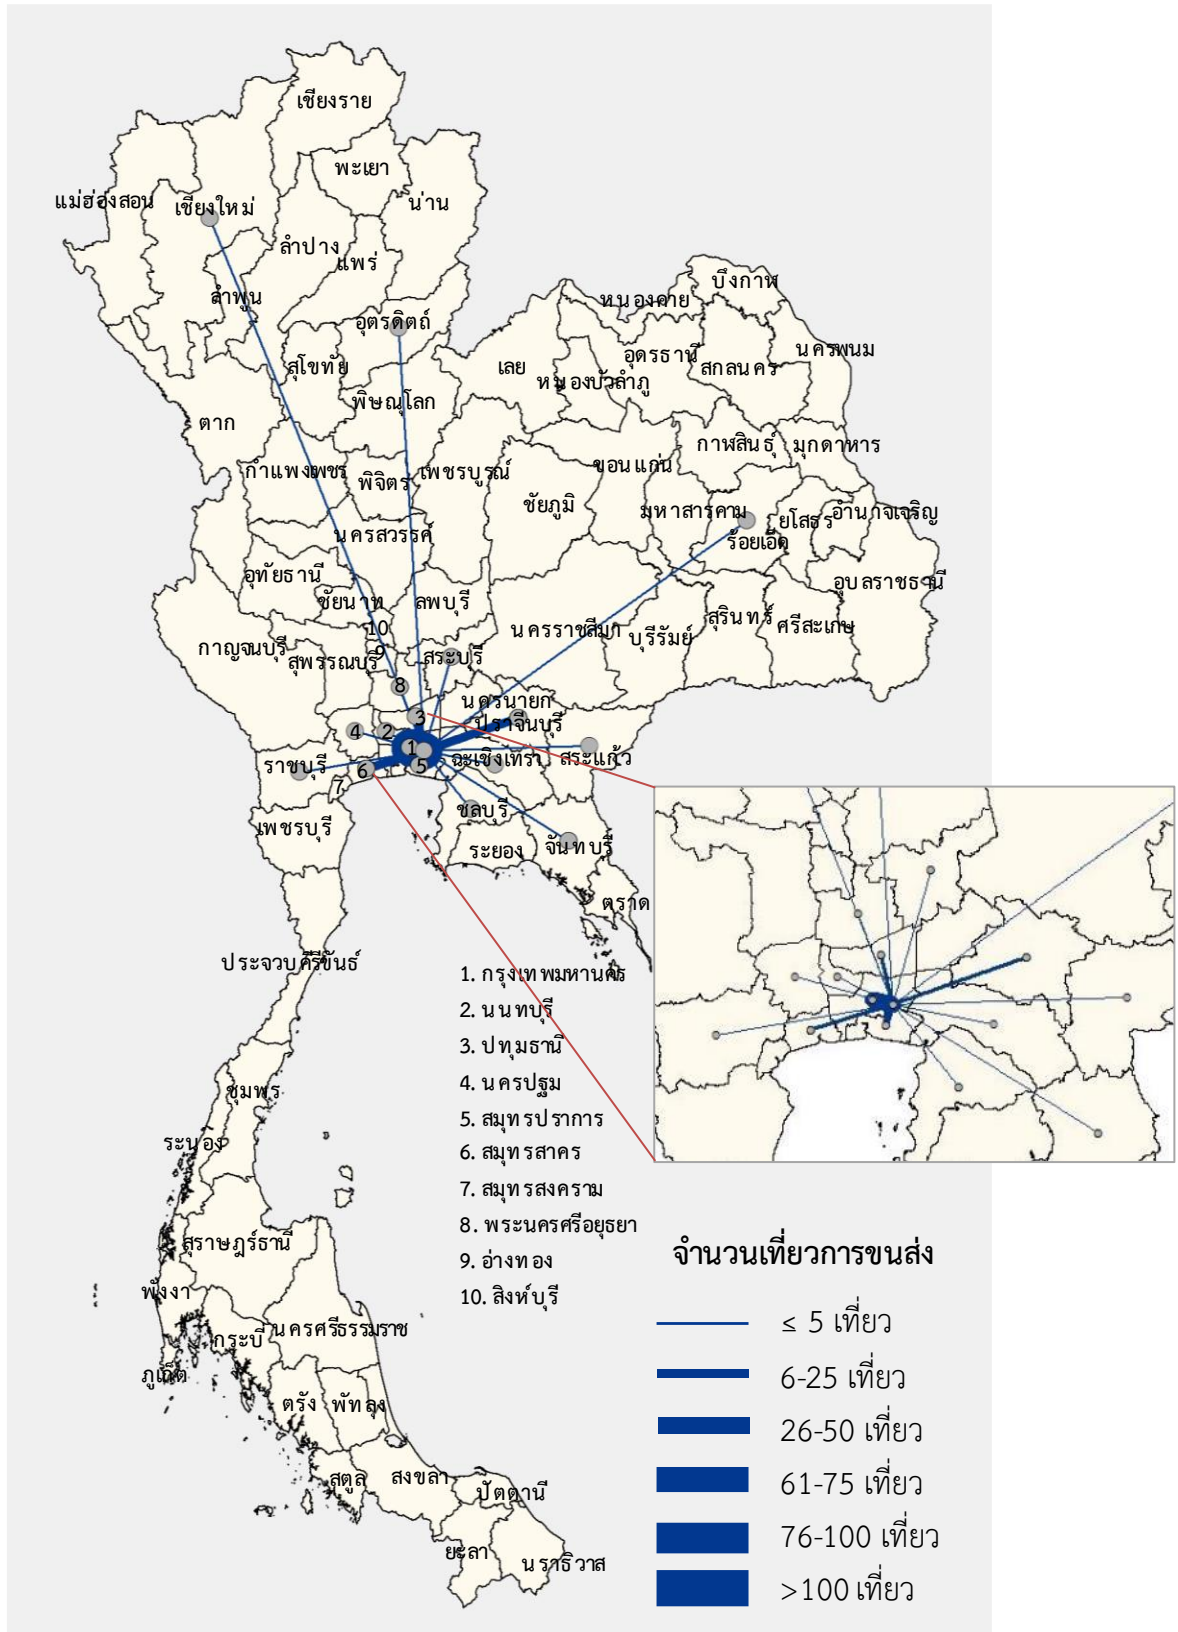 เชียงราย
พะเยา
แม่ฮ่องสอน
เชียงใหม่
น่าน
ลำปาง
แพร่
ลำพูน
อุตรดิตถ์
บึงกาฬ
หนองคาย
สุโขทัย
เลย
อุดรธานี
นครพนม
สกลนคร
หนองบัวลำภู
พิษณุโลก
ตาก
กาฬสินธุ์
มุกดาหาร
กำแพงเพชร
พิจิตร
เพชรบูรณ์
ขอนแก่น
ชัยภูมิ
มหาสารคาม
ยโสธร
อำนาจเจริญ
นครสวรรค์
ร้อยเอ็ด
อุทัยธานี
อุบลราชธานี
ชัยนาท
ลพบุรี
สุรินทร์
ศรีสะเกษ
10
นครราชสีมา
บุรีรัมย์
กาญจนบุรี
สุพรรณบุรี
9
สระบุรี
8
นครนายก
3
ปราจีนบุรี
4
2
1
ราชบุรี
6
5
ฉะเชิงเทรา
สระแก้ว
7
ชลบุรี
เพชรบุรี
ระยอง
จันทบุรี
ตราด
ประจวบคีรีขันธ์
1. กรุงเทพมหานคร
2. นนทบุรี
3. ปทุมธานี
4. นครปฐม
5. สมุทรปราการ
6. สมุทรสาคร
7. สมุทรสงคราม
8. พระนครศรีอยุธยา
9. อ่างทอง
10. สิงห์บุรี
ชุมพร
ระนอง
สุราษฎร์ธานี
พังงา
กระบี่
นครศรีธรรมราช
ภูเก็ต
ตรัง
พัทลุง
สตูล
สงขลา
ปัตตานี
ยะลา
นราธิวาส
จำนวนเที่ยวการขนส่ง
≤ 5 เที่ยว
6-25 เที่ยว
26-50 เที่ยว
61-75 เที่ยว
76-100 เที่ยว
>100 เที่ยว